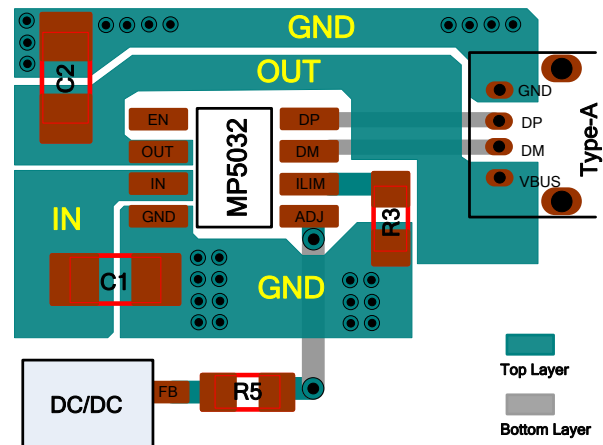 GND
C2
OUT
GND
EN
DP
DP
OUT
DM
DM
Type-A
MP5032
IN
ILIM
VBUS
IN
GND
ADJ
R3
C1
GND
Top Layer
FB
R5
DC/DC
Bottom Layer